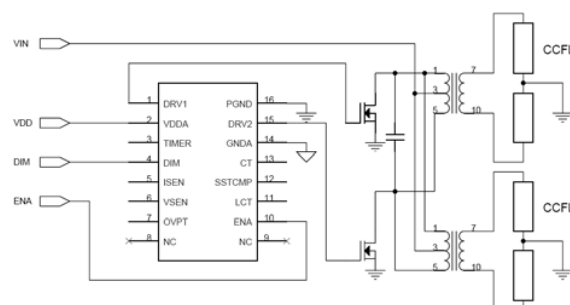 VIN
VDD
DIM
ENA
1 DRV1 PGND 16
2 VDDA DRV2 15
3 TIMER GNDA 14
4 DIM CT 13
5 ISEN SSTCMP 12
6 VSEN LCT 11
7 OVPT ENA 10
8 NC NC 9
1 7
3
5 10
CCFL
1 7
3
5 10
CCFL